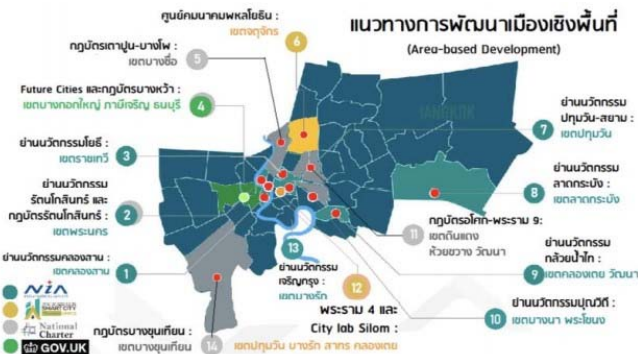 แนวทางการพัฒนาเมืองเชิงพื้นที่
(Area-based Development)
ศูนย์คมนาคมพหลโยธิน :
เขตจตุจักร
6
กฎบัตรเตาปูน-บางโพ :
เขตบางซื่อ
5
Future Cities และกฎบัตรบางหว้า :
เขตบางกอกใหญ่ ภาษีเจริญ ธนบุรี
4
ย่านนวัตกรรมโยธี :
เขตราชเทวี
3
ย่านนวัตกรรม
รัตนโกสินทร์ และ
กฎบัตรรัตนโกสินทร์ :
เขตพระนคร
2
ย่านนวัตกรรมคลองสาน :
เขตคลองสาน
1
ย่านนวัตกรรม
ปทุมวัน-สยาม :
เขตปทุมวัน
7
ย่านนวัตกรรม
ลาดกระบัง :
เขตลาดกระบัง
8
11
กฎบัตรอโศก-พระราม 9:
เขตดินแดง
ห้วยขวาง วัฒนา
ย่านนวัตกรรม
กล้วยน้ำไท :
เขตคลองเตย วัฒนา
9
ย่านนวัตกรรมปุณวิถี :
เขตบางนา พระโขนง
10
13
ย่านนวัตกรรม
เจริญกรุง :
เขตบางรัก
12
พระราม 4 และ
City lab Silom :
เขตปทุมวัน บางรัก สาทร คลองเตย
กฎบัตรบางขุนเทียน :
เขตบางขุนเทียน
14
NIA
National
Charter
GOV.UK